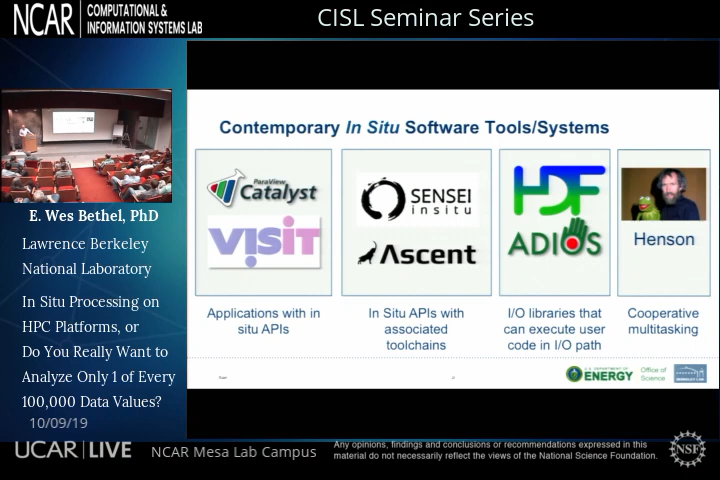 NCAR
COMPUTATIONAL &
INFORMATION SYSTEMS LAB
CISL Seminar Series
E. Wes Bethel, PhD
Lawrence Berkeley
National Laboratory
In Situ Processing on
HPC Platforms, or
Do You Really Want to
Analyze Only 1 of Every
100,000 Data Values?
10/09/19
Contemporary In Situ Software Tools/Systems
ParaView
Catalyst
VISIT
Applications with in
situ APIs
SENSEI
insitu
Ascent
In Situ APIs with
associated
toolchains
HDF
ADIOS
I/O libraries that
can execute user
code in I/O path
Henson
Cooperative
multitasking
U.S. DEPARTMENT OF
ENERGY
Office of
Science
UCAR LIVE
NCAR Mesa Lab Campus
Any opinions, findings and conclusions or recommendations expressed in this
material do not necessarily reflect the views of the National Science Foundation.
NSF